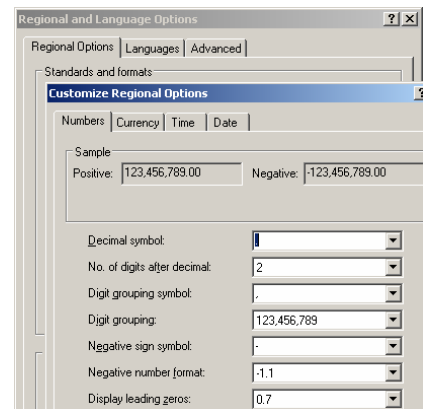 Regional and Language Options
Regional Options Languages Advanced
Standards and formats
Customize Regional Options
Numbers Currency Time Date
Sample
Positive: 123,456,789.00 Negative: -123,456,789.00
Decimal symbol: .
No. of digits after decimal: 2
Digit grouping symbol: ,
Digit grouping: 123,456,789
Negative sign symbol: -
Negative number format: -1.1
Display leading zeros: 0.7